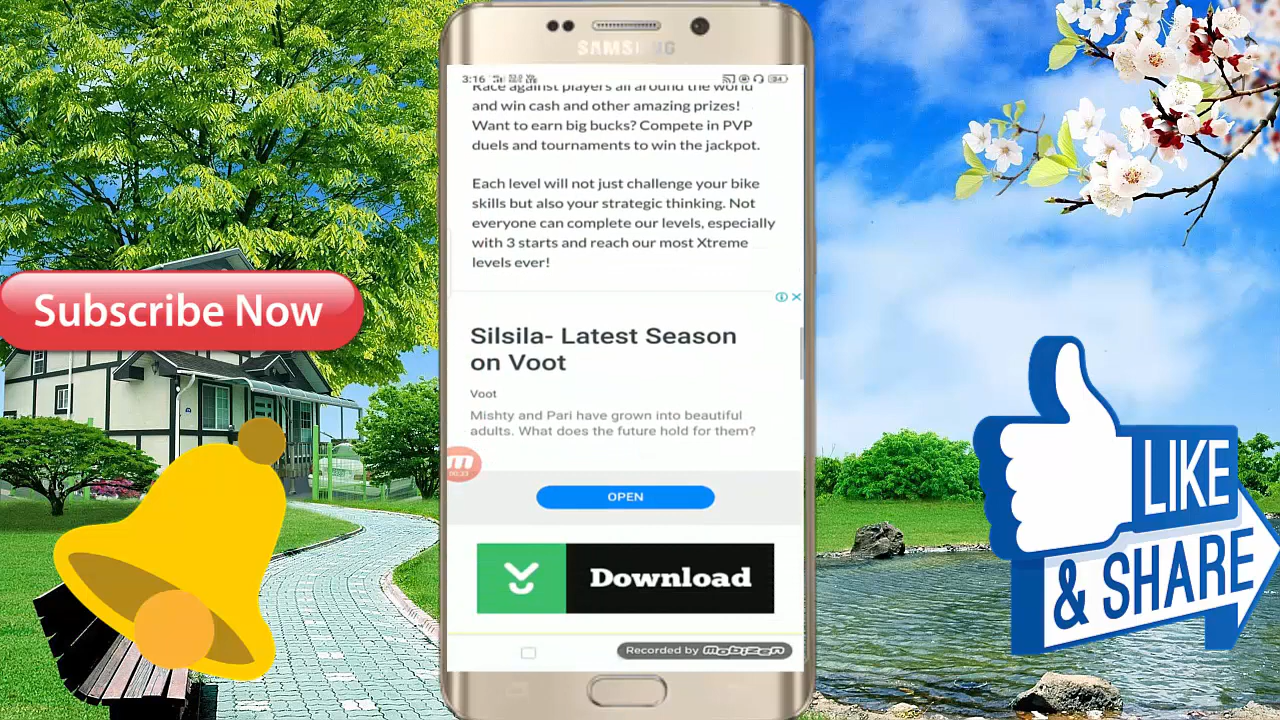 SAMSUNG
3:16
Race against players all around the world
and win cash and other amazing prizes!
Want to earn big bucks? Compete in PVP
duels and tournaments to win the jackpot.
Each level will not just challenge your bike
skills but also your strategic thinking. Not
everyone can complete our levels, especially
with 3 starts and reach our most Xtreme
levels ever!
Subscribe Now
Silsila- Latest Season
on Voot
Voot
Mishty and Pari have grown into beautiful
adults. What does the future hold for them?
00:23
OPEN
Download
Recorded by mobizen
LIKE
& SHARE